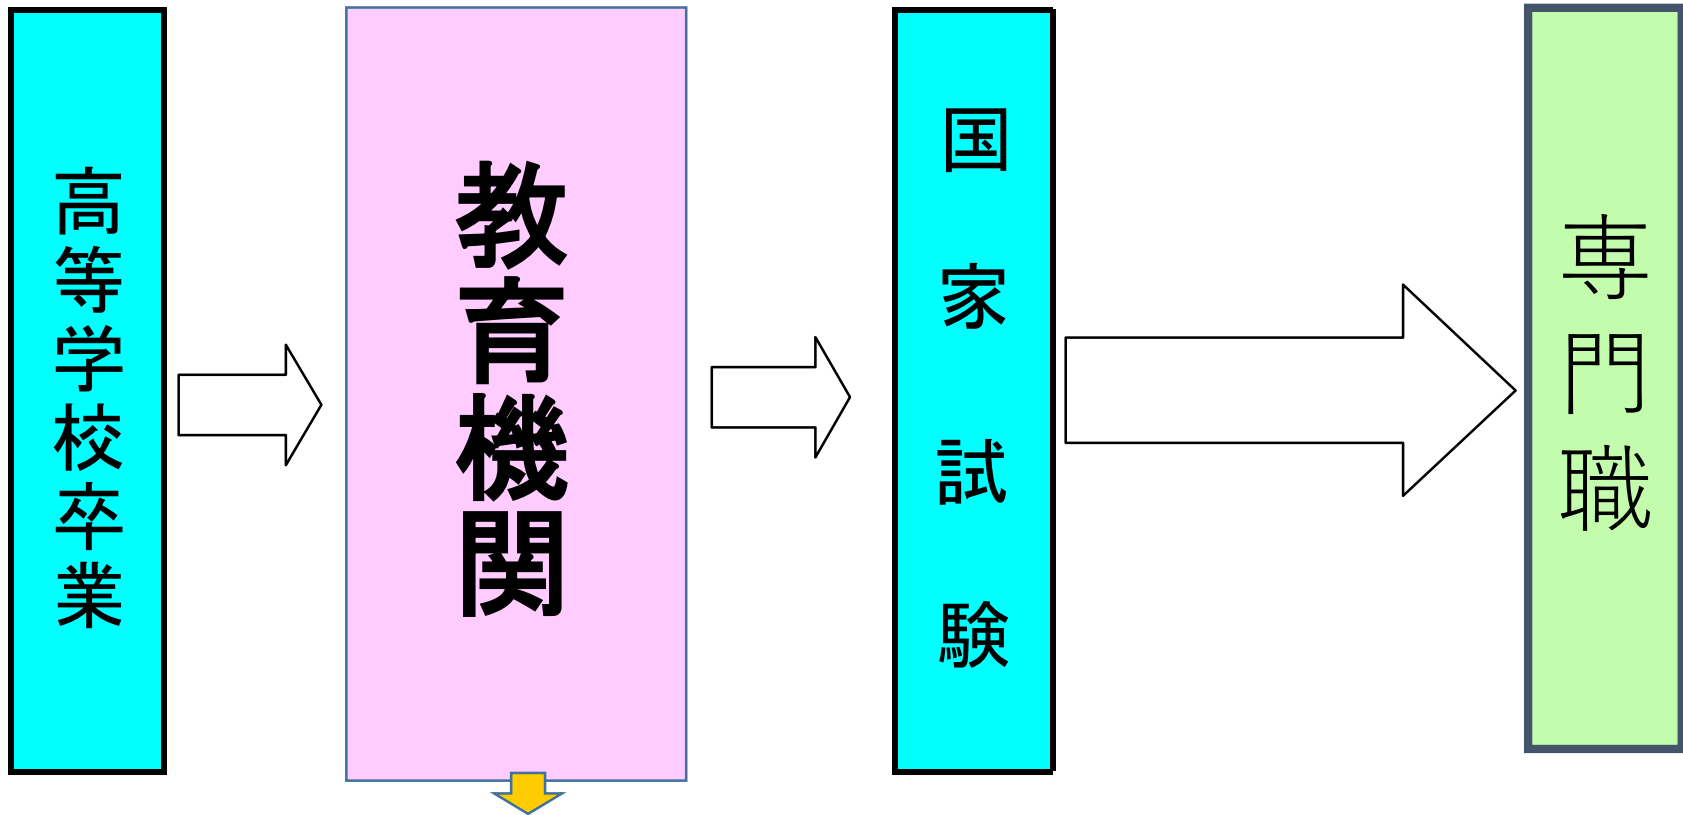 高等学校卒業
教育機関
国家試験
専門職